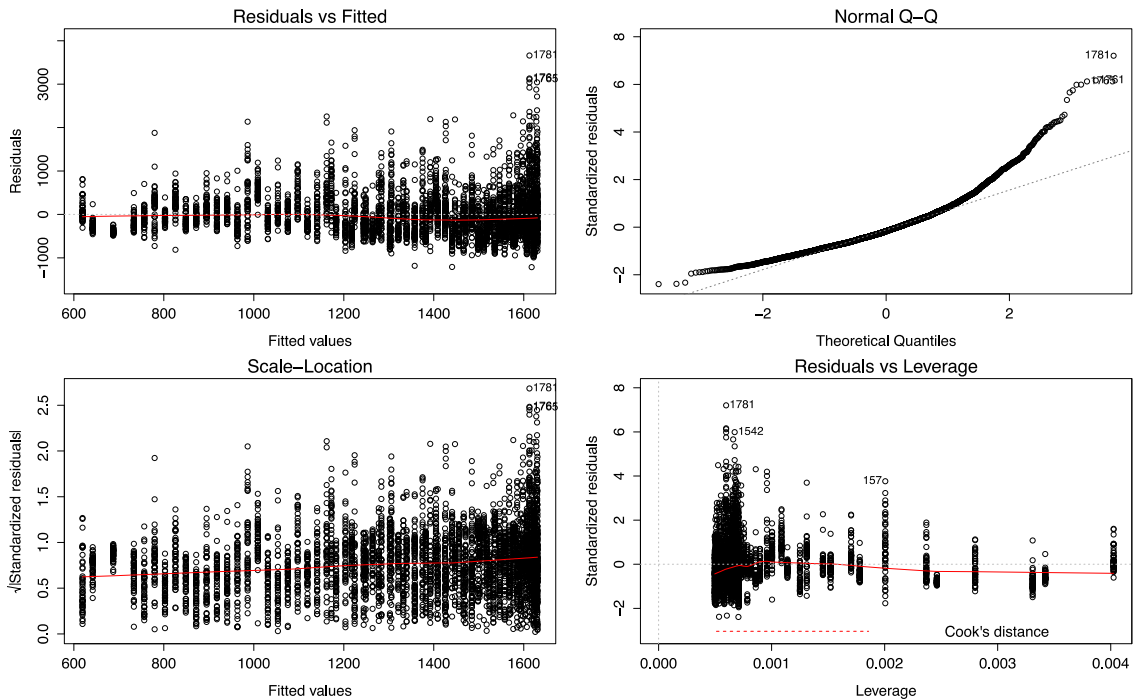 Residuals vs Fitted
Residuals
3000
1000
0
−1000
1781
1765
600 800 1000 1200 1400 1600
Fitted values
Normal Q−Q
Standardized residuals
8
6
4
2
0
−2
1781
1761
−2 0 2
Theoretical Quantiles
Scale−Location
√|Standardized residuals|
2.5
2.0
1.5
1.0
0.5
0.0
1781
1765
600 800 1000 1200 1400 1600
Fitted values
Residuals vs Leverage
Standardized residuals
8
6
4
2
0
−2
1781
1542
157
Cook's distance
0.000 0.001 0.002 0.003 0.004
Leverage